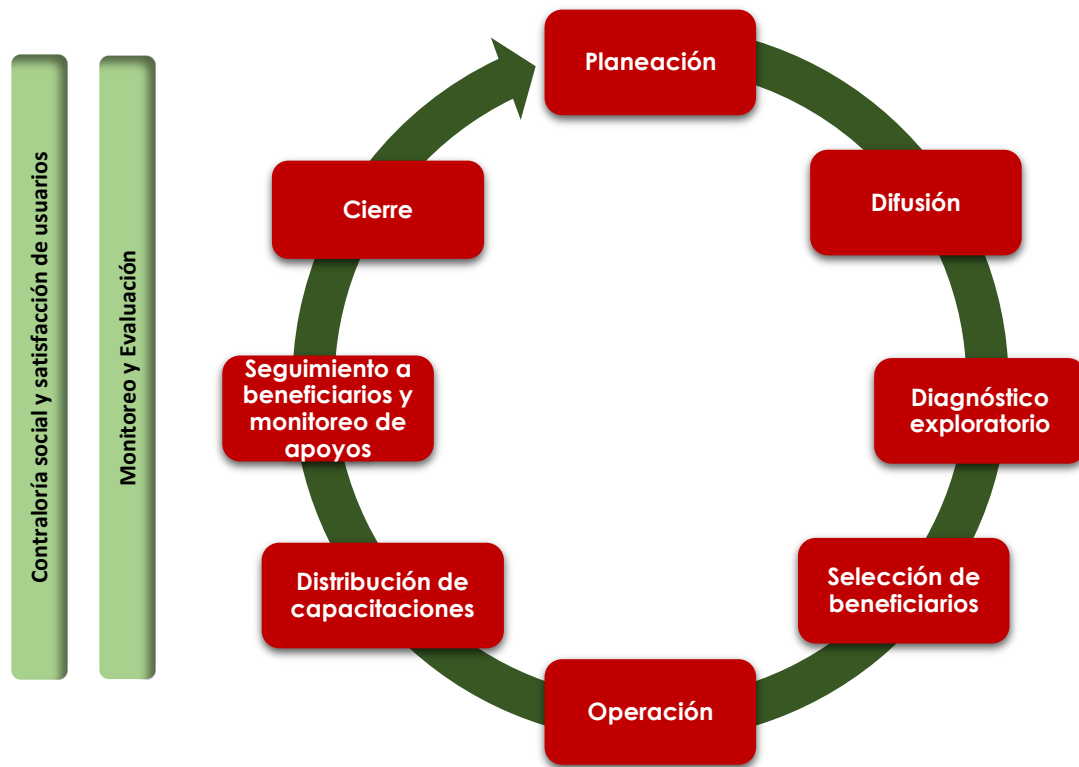 Contraloría social y satisfacción de usuarios
Monitoreo y Evaluación
Planeación
Difusión
Diagnóstico
exploratorio
Selección de
beneficiarios
Operación
Distribución de
capacitaciones
Seguimiento a
beneficiarios y
monitoreo de
apoyos
Cierre